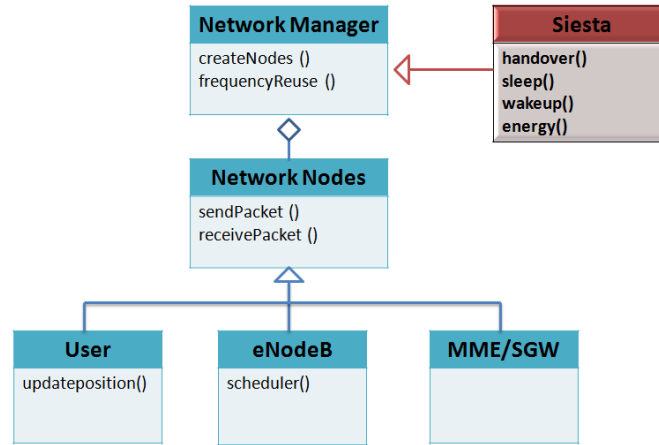 Network Manager
createNodes ()
frequencyReuse ()
Siesta
handover()
sleep()
wakeup()
energy()
Network Nodes
sendPacket ()
receivePacket ()
User
updateposition()
eNodeB
scheduler()
MME/SGW